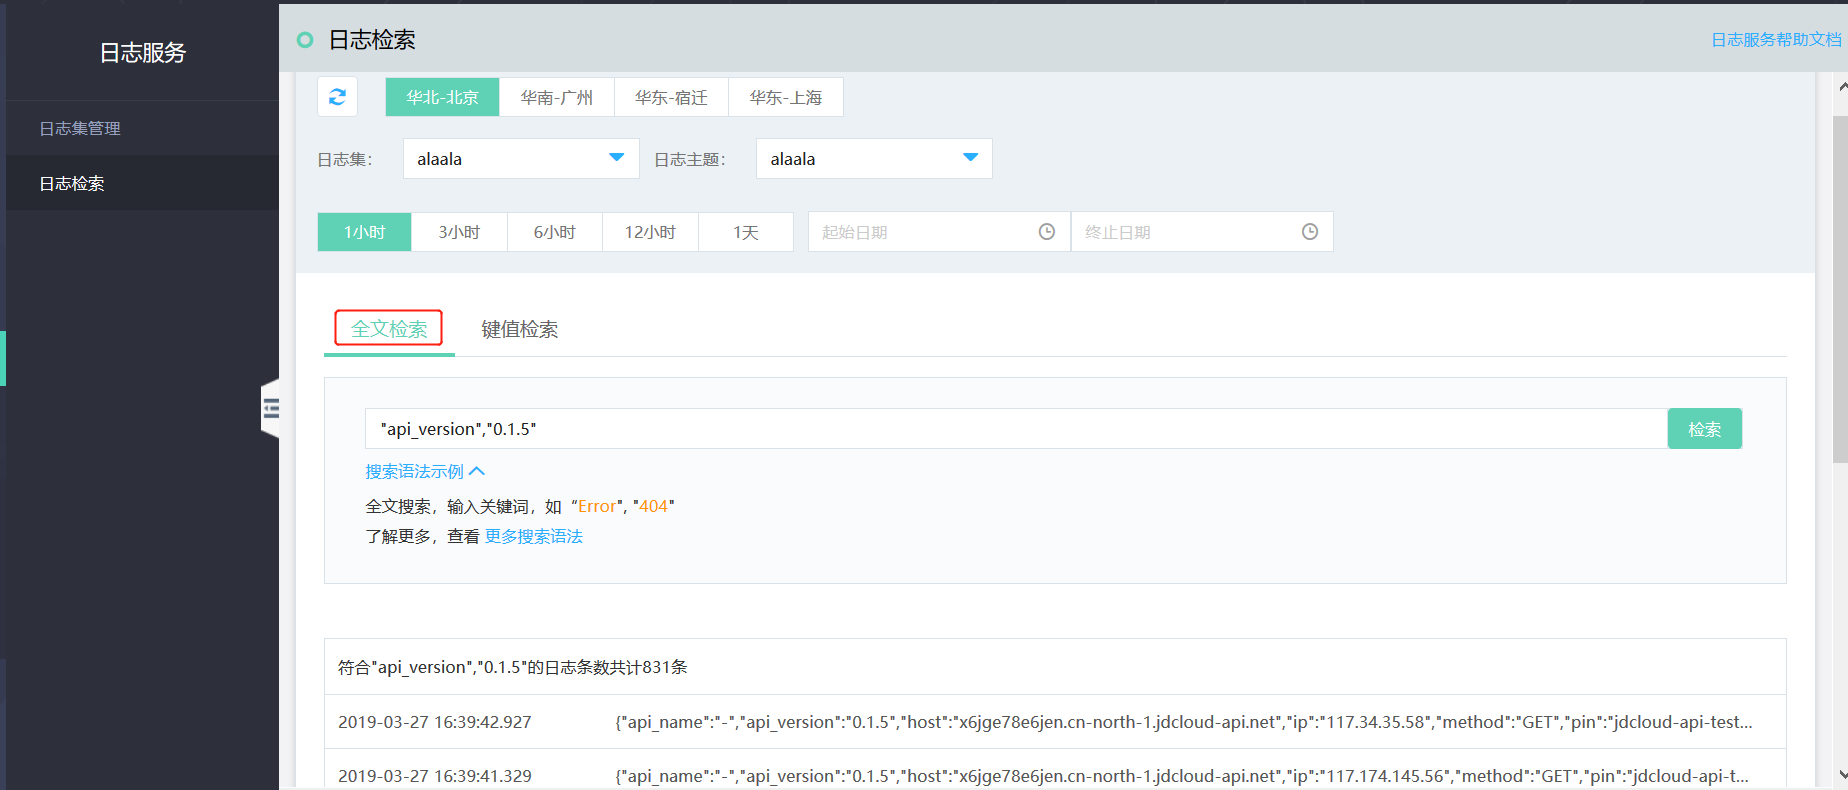 日志服务
日志集管理
日志检索
日志检索
日志服务帮助文档
华北-北京 华南-广州 华东-宿迁 华东-上海
日志集： alaala 日志主题： alaala
1小时 3小时 6小时 12小时 1天 起始日期 终止日期
全文检索 键值检索
"api_version","0.1.5" 检索
搜索语法示例
全文搜索，输入关键词，如 “Error", "404"
了解更多，查看 更多搜索语法
符合"api_version","0.1.5"的日志条数共计831条
2019-03-27 16:39:42.927 {"api_name":"-","api_version":"0.1.5","host":"x6jge78e6jen.cn-north-1.jdcloud-api.net","ip":"117.34.35.58","method":"GET","pin":"jdcloud-api-test...
2019-03-27 16:39:41.329 {"api_name":"-","api_version":"0.1.5","host":"x6jge78e6jen.cn-north-1.jdcloud-api.net","ip":"117.174.145.56","method":"GET","pin":"jdcloud-api-t...